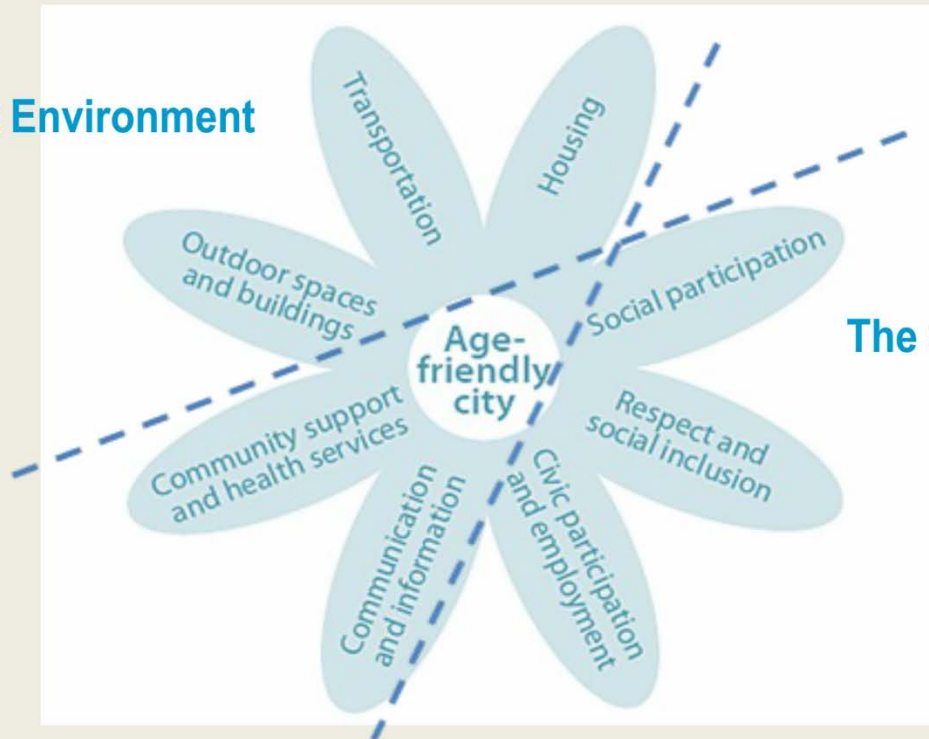 Environment
Transportation
Housing
Outdoor spaces
and buildings
Social participation
The
Age-
friendly
city
Community support
and health services
Respect and
social inclusion
Communication
and information
Civic participation
and employment